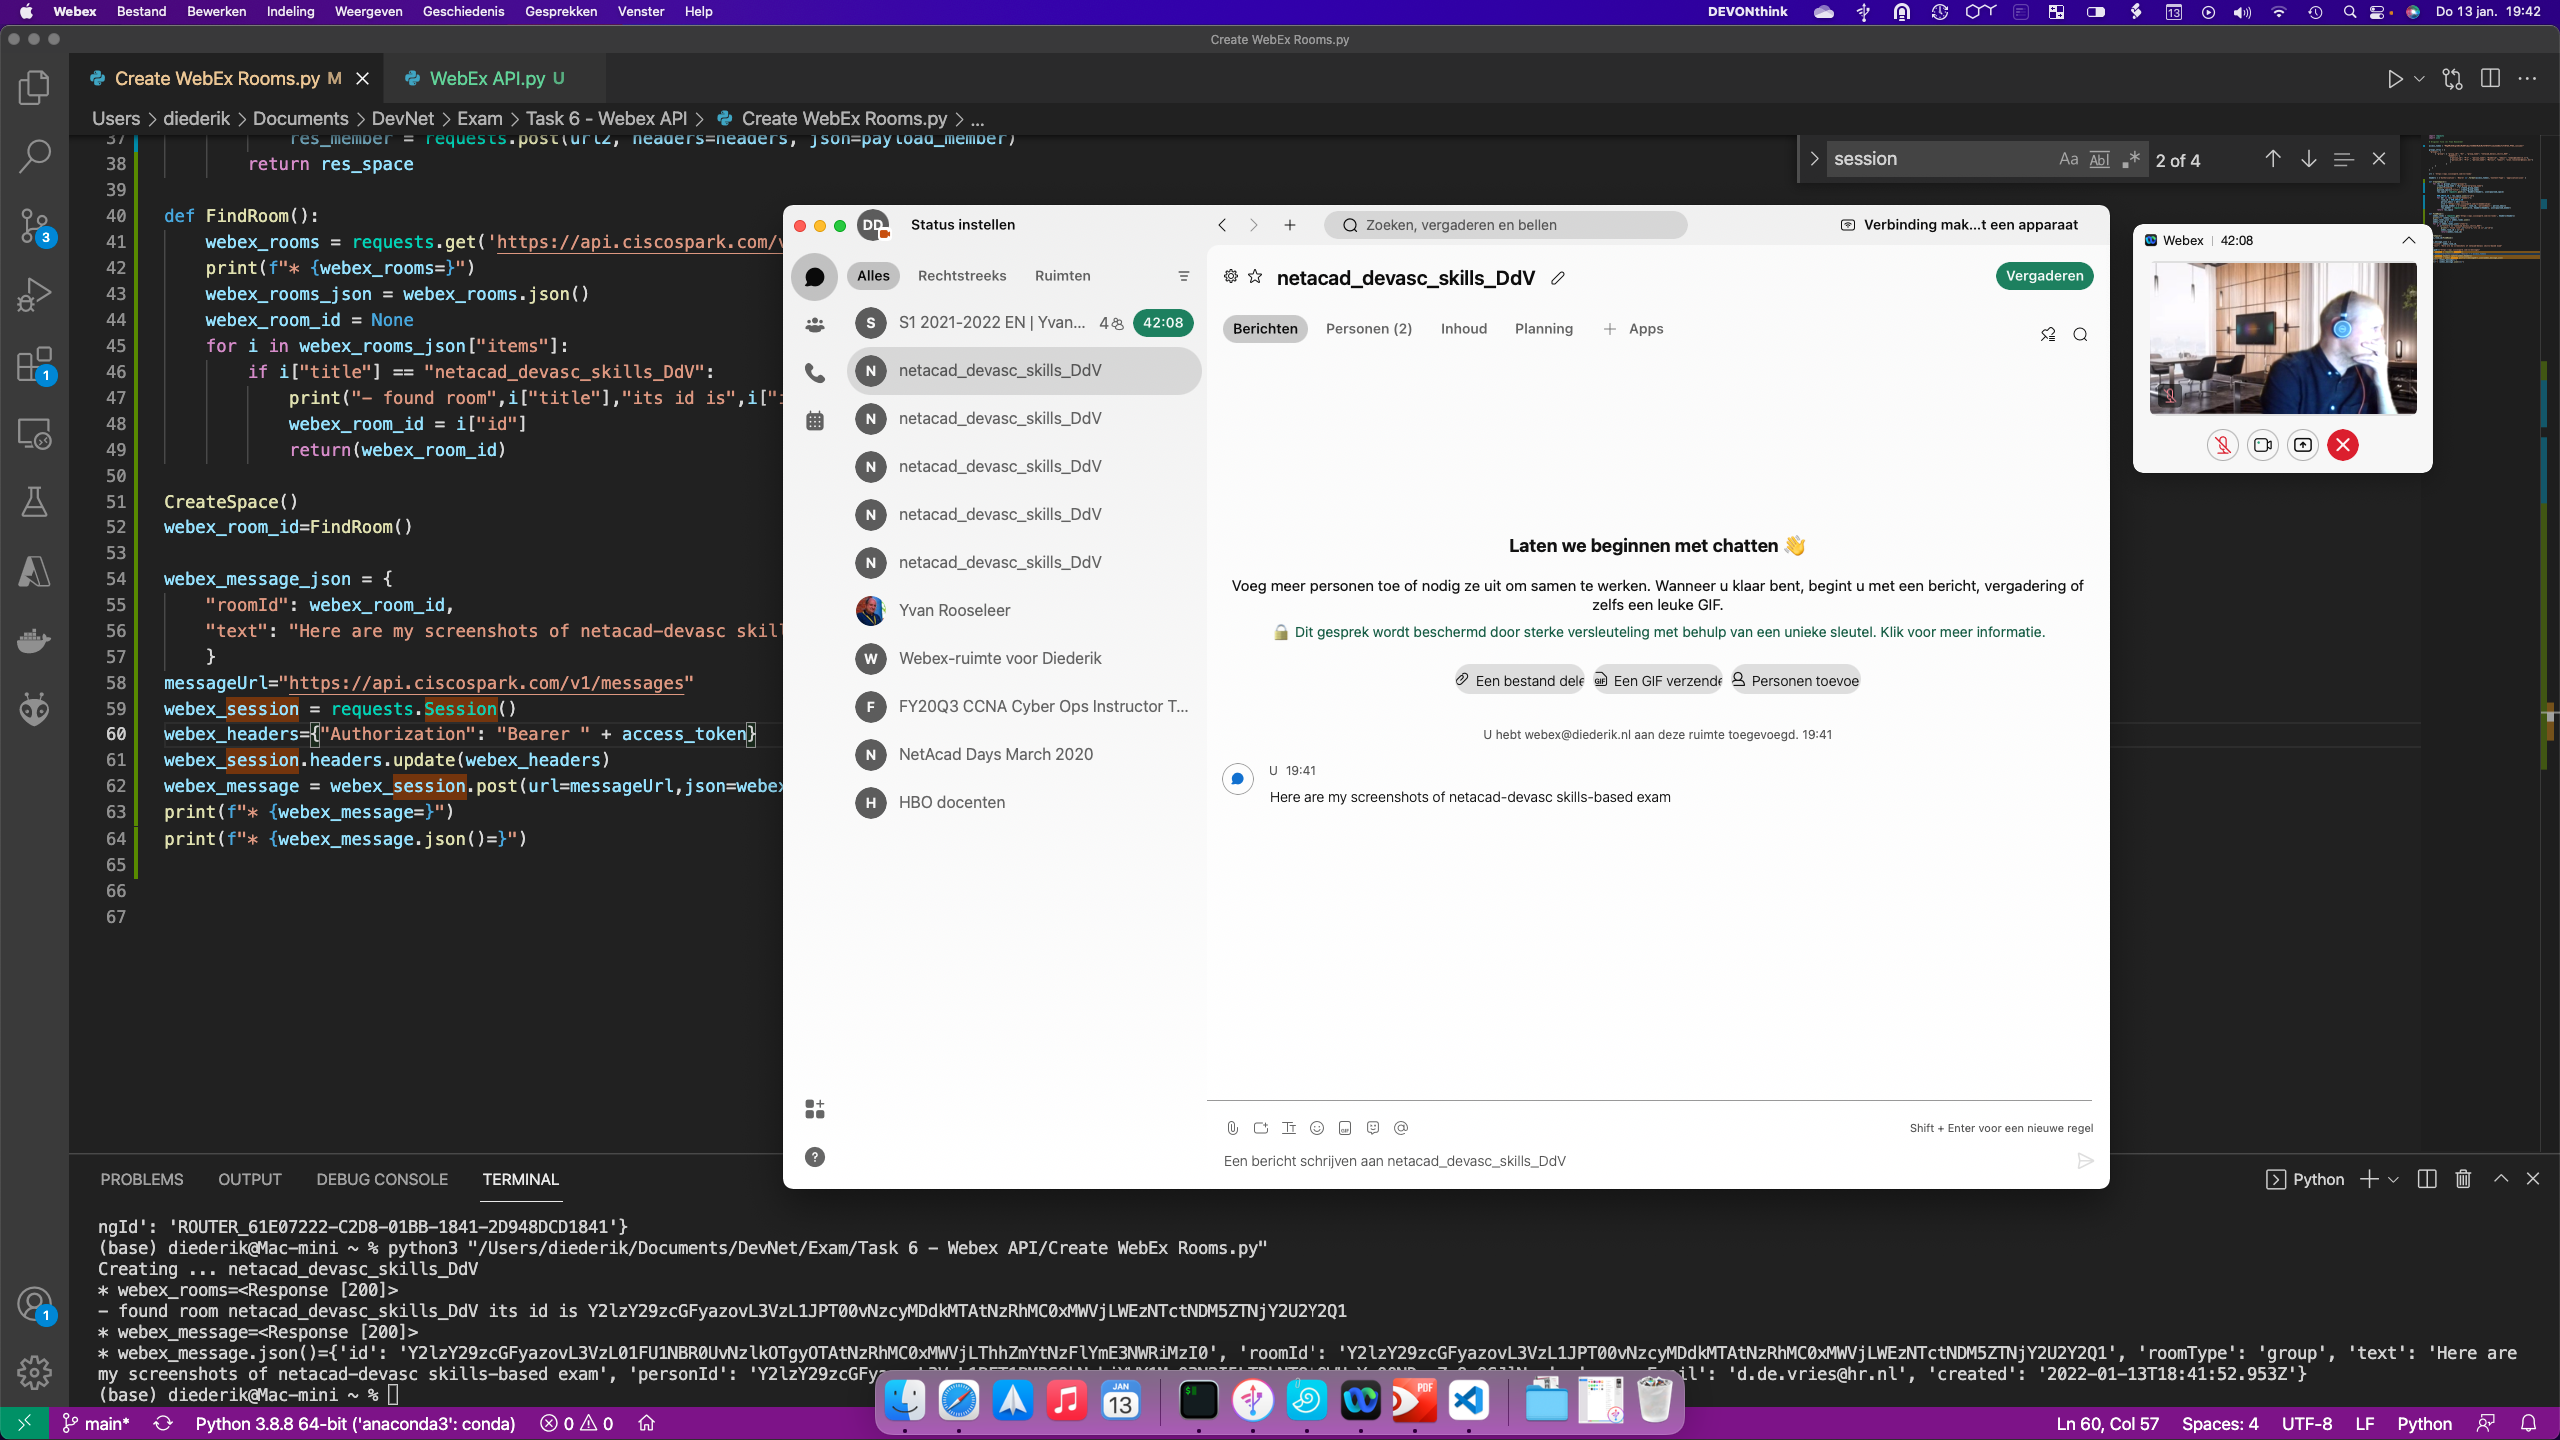 Webex Bestand Bewerken Indeling Weergeven Geschiedenis Gesprekken Venster Help
DEVONthink 13 Do 13 jan. 19:42
Create WebEx Rooms.py
Create WebEx Rooms.py M
WebEx API.py U
Users > diederik > Documents > DevNet > Exam > Task 6 - Webex API > Create WebEx Rooms.py > ...
session Aa Abl .* 2 of 4
37 res_member = requests.post(url2, headers=headers, json=payload_member)
38 return res_space
39
40 def FindRoom():
41 webex_rooms = requests.get('https://api.ciscospark.com/v
42 print(f"* {webex_rooms=}")
43 webex_rooms_json = webex_rooms.json()
44 webex_room_id = None
45 for i in webex_rooms_json["items"]:
46 if i["title"] == "netacad_devasc_skills_DdV":
47 print("- found room",i["title"],"its id is",i["i
48 webex_room_id = i["id"]
49 return(webex_room_id)
50
51 CreateSpace()
52 webex_room_id=FindRoom()
53
54 webex_message_json = {
55 "roomId": webex_room_id,
56 "text": "Here are my screenshots of netacad-devasc skil
57 }
58 messageUrl="https://api.ciscospark.com/v1/messages"
59 webex_session = requests.Session()
60 webex_headers={"Authorization": "Bearer " + access_token}
61 webex_session.headers.update(webex_headers)
62 webex_message = webex_session.post(url=messageUrl,json=webex
63 print(f"* {webex_message=}")
64 print(f"* {webex_message.json()=}")
65
66
67
3
1
1
DD Status instellen
Zoeken, vergaderen en bellen
Verbinding mak...t een apparaat
Alles Rechtstreeks Ruimten
S S1 2021-2022 EN | Yvan... 4 42:08
N netacad_devasc_skills_DdV
N netacad_devasc_skills_DdV
N netacad_devasc_skills_DdV
N netacad_devasc_skills_DdV
N netacad_devasc_skills_DdV
Yvan Rooseleer
W Webex-ruimte voor Diederik
F FY20Q3 CCNA Cyber Ops Instructor T...
N NetAcad Days March 2020
H HBO docenten
netacad_devasc_skills_DdV
Vergaderen
Berichten Personen (2) Inhoud Planning + Apps
Laten we beginnen met chatten 👋
Voeg meer personen toe of nodig ze uit om samen te werken. Wanneer u klaar bent, begint u met een bericht, vergadering of
zelfs een leuke GIF.
Dit gesprek wordt beschermd door sterke versleuteling met behulp van een unieke sleutel. Klik voor meer informatie.
Een bestand dele Een GIF verzende Personen toevoe
U hebt webex@diederik.nl aan deze ruimte toegevoegd. 19:41
U 19:41
Here are my screenshots of netacad-devasc skills-based exam
Shift + Enter voor een nieuwe regel
Een bericht schrijven aan netacad_devasc_skills_DdV
Webex | 42:08
PROBLEMS OUTPUT DEBUG CONSOLE TERMINAL
Python
ngId': 'ROUTER_61E07222-C2D8-01BB-1841-2D948DCD1841'}
(base) diederik@Mac-mini ~ % python3 "/Users/diederik/Documents/DevNet/Exam/Task 6 - Webex API/Create WebEx Rooms.py"
Creating ... netacad_devasc_skills_DdV
* webex_rooms=<Response [200]>
- found room netacad_devasc_skills_DdV its id is Y2lzY29zcGFyazovL3VzL1JPT00vNzcyMDdkMTAtNzRhMC0xMWVjLWEzNTctNDM5ZTNjY2U2Y2Q1
* webex_message=<Response [200]>
* webex_message.json()={'id': 'Y2lzY29zcGFyazovL3VzL01FU1NBR0UvNzlkOTgyOTAtNzRhMC0xMWVjLThhZmYtNzFlYmE3NWRiMzI0', 'roomId': 'Y2lzY29zcGFyazovL3VzL1JPT00vNzcyMDdkMTAtNzRhMC0xMWVjLWEzNTctNDM5ZTNjY2U2Y2Q1', 'roomType': 'group', 'text': 'Here are
my screenshots of netacad-devasc skills-based exam', 'personId': 'Y2lzY29zcGFy il': 'd.de.vries@hr.nl', 'created': '2022-01-13T18:41:52.953Z'}
(base) diederik@Mac-mini ~ %
JAN
13
PDF
main* Python 3.8.8 64-bit ('anaconda3': conda) 0 0
Ln 60, Col 57 Spaces: 4 UTF-8 LF Python